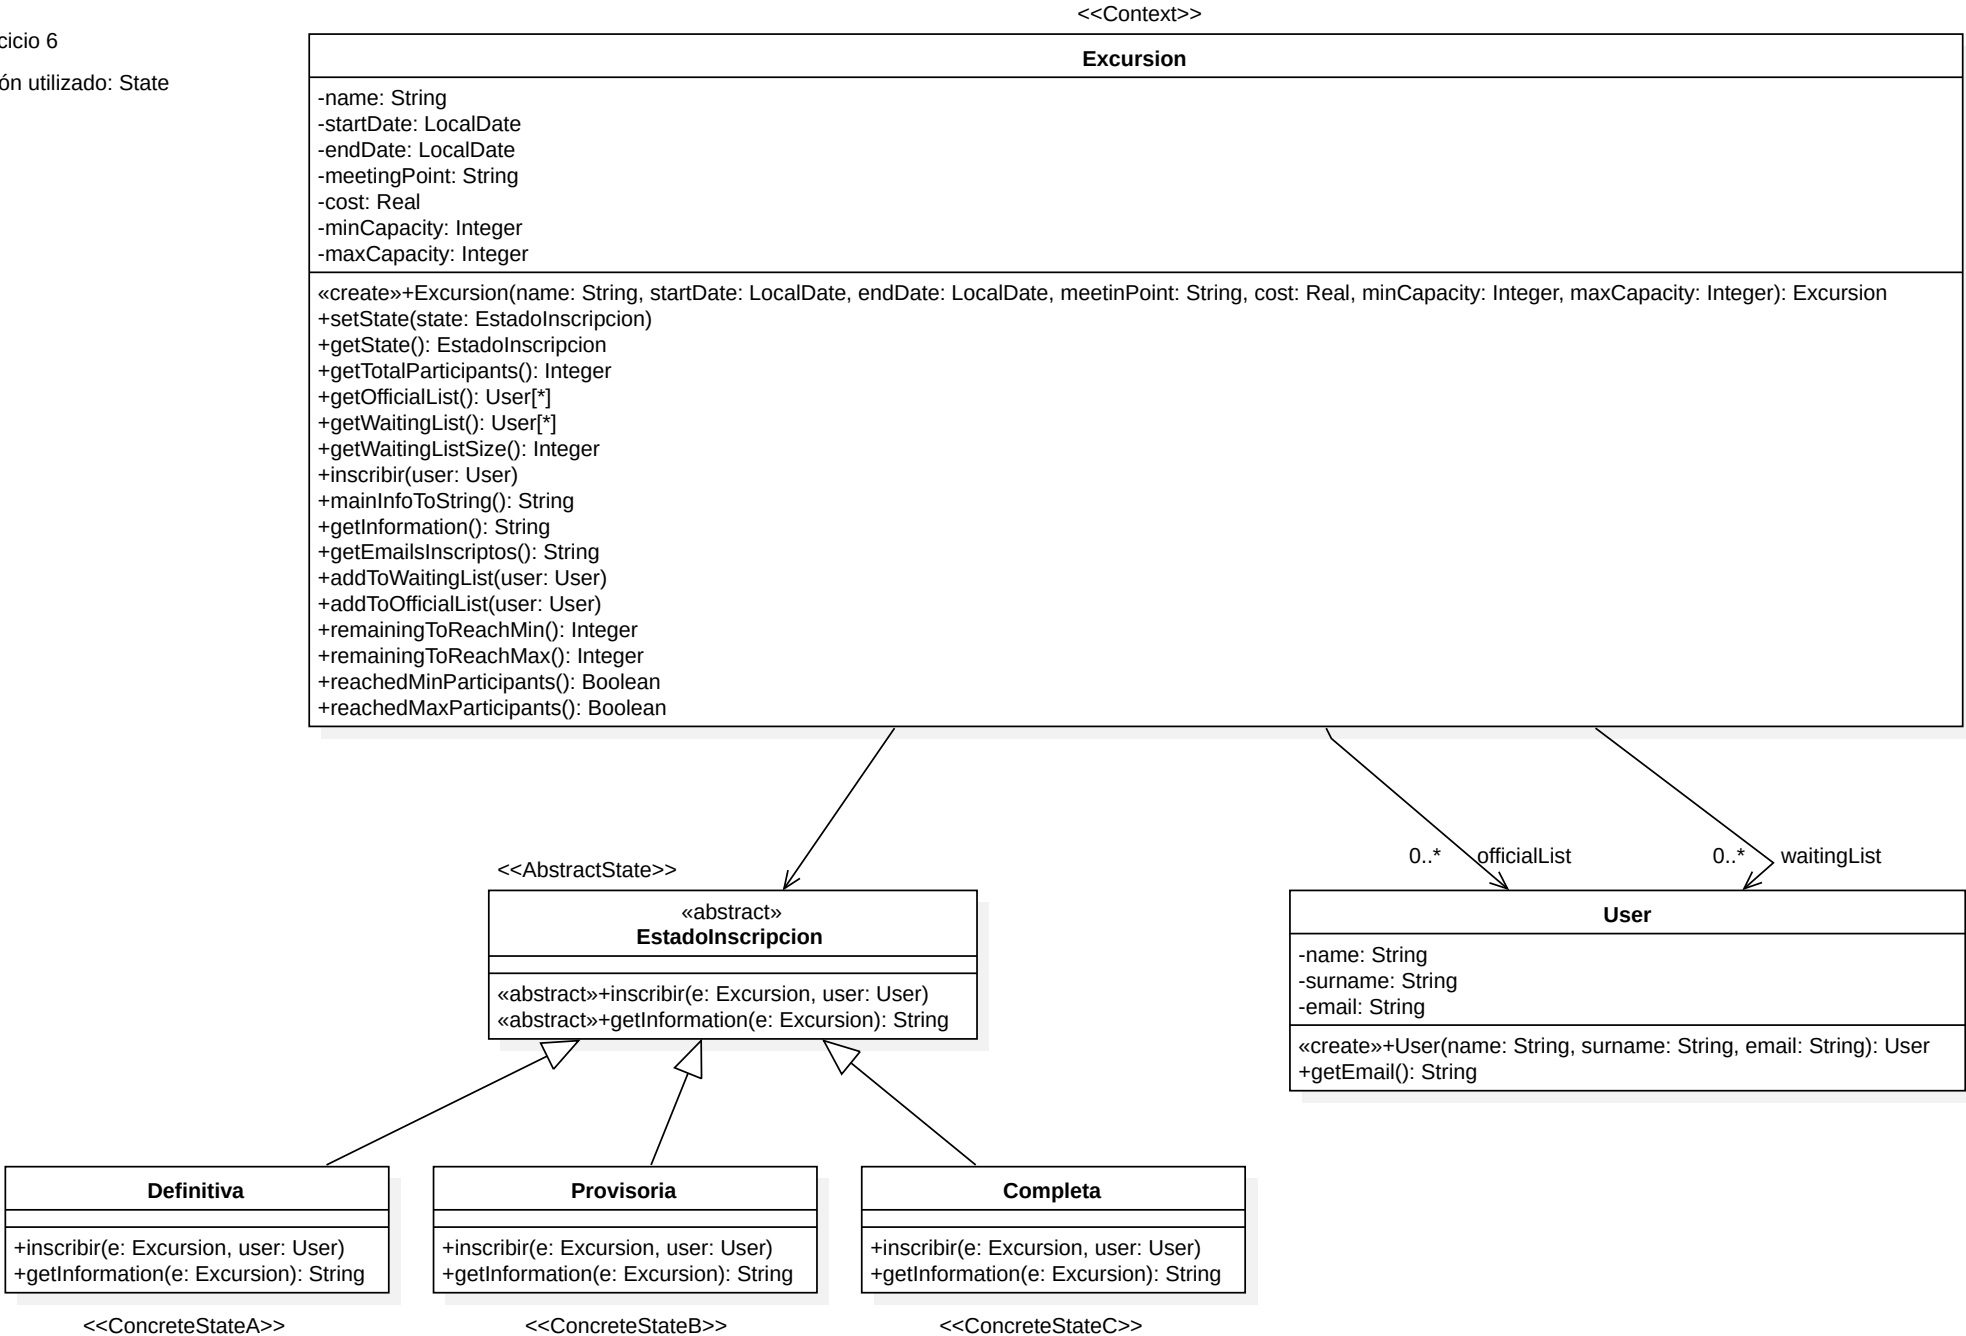 <<Context>>
cicio 6
ón utilizado: State
Excursion
-name: String
-startDate: LocalDate
-endDate: LocalDate
-meetingPoint: String
-cost: Real
-minCapacity: Integer
-maxCapacity: Integer
«create»+Excursion(name: String, startDate: LocalDate, endDate: LocalDate, meetinPoint: String, cost: Real, minCapacity: Integer, maxCapacity: Integer): Excursion
+setState(state: EstadoInscripcion)
+getState(): EstadoInscripcion
+getTotalParticipants(): Integer
+getOfficialList(): User[*]
+getWaitingList(): User[*]
+getWaitingListSize(): Integer
+inscribir(user: User)
+mainInfoToString(): String
+getInformation(): String
+getEmailsInscriptos(): String
+addToWaitingList(user: User)
+addToOfficialList(user: User)
+remainingToReachMin(): Integer
+remainingToReachMax(): Integer
+reachedMinParticipants(): Boolean
+reachedMaxParticipants(): Boolean
0..* officialList
0..* waitingList
<<AbstractState>>
«abstract»
EstadoInscripcion
«abstract»+inscribir(e: Excursion, user: User)
«abstract»+getInformation(e: Excursion): String
User
-name: String
-surname: String
-email: String
«create»+User(name: String, surname: String, email: String): User
+getEmail(): String
Definitiva
+inscribir(e: Excursion, user: User)
+getInformation(e: Excursion): String
<<ConcreteStateA>>
Provisoria
+inscribir(e: Excursion, user: User)
+getInformation(e: Excursion): String
<<ConcreteStateB>>
Completa
+inscribir(e: Excursion, user: User)
+getInformation(e: Excursion): String
<<ConcreteStateC>>